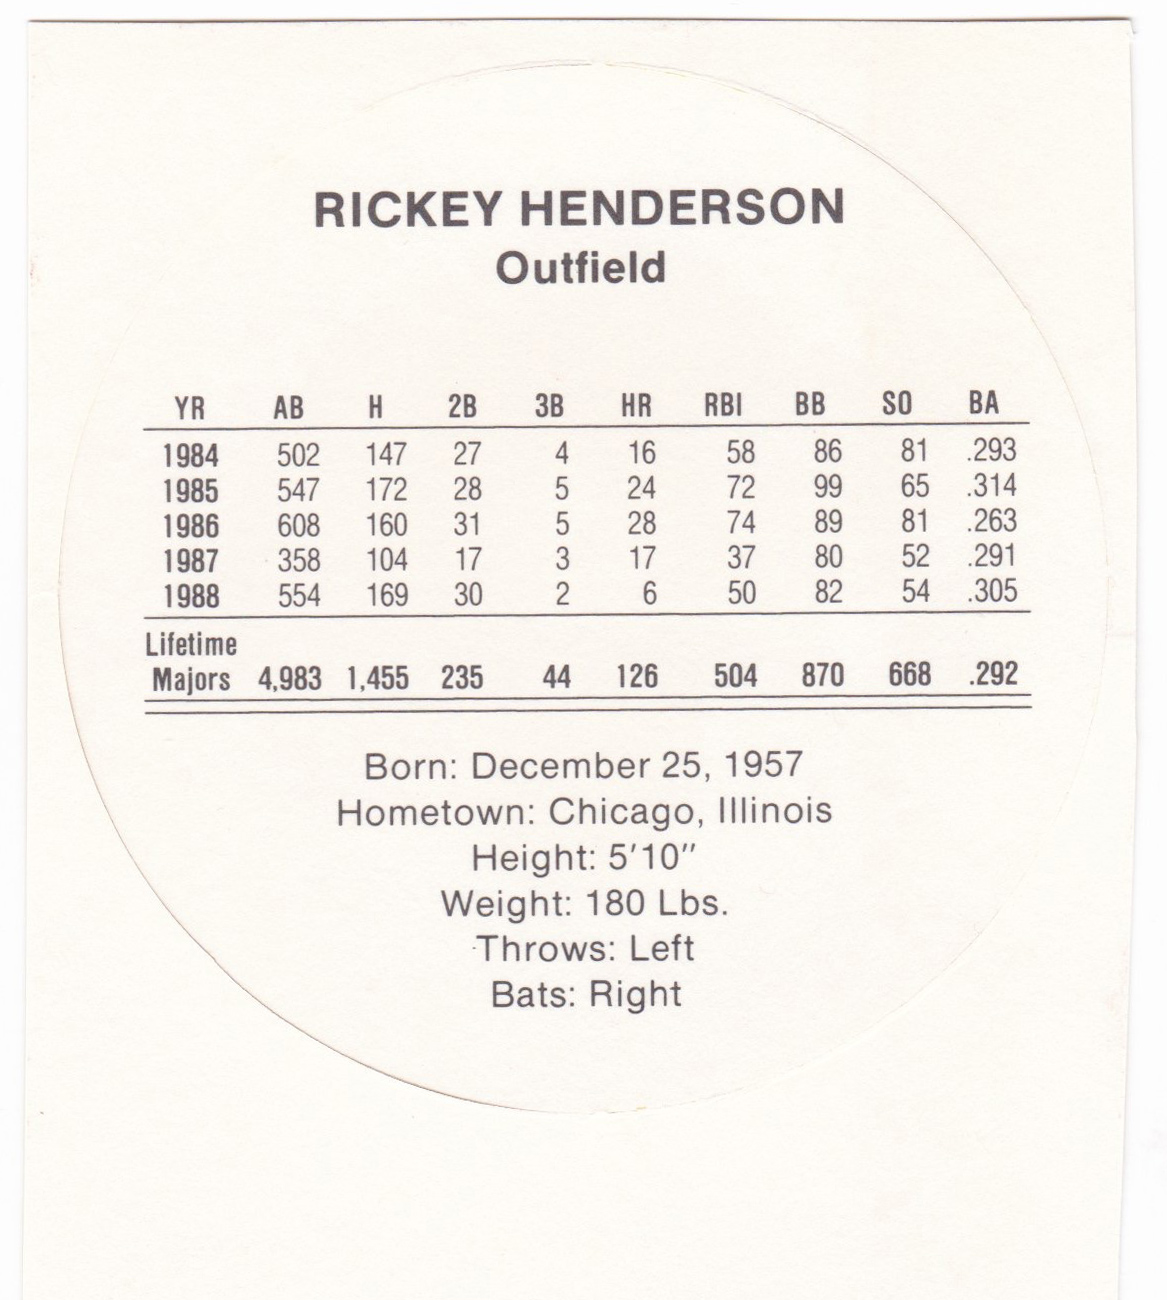 RICKEY HENDERSON
Outfield
YR AB H 2B 3B HR RBI BB SO BA
1984 502 147 27 4 16 58 86 81 .293
1985 547 172 28 5 24 72 99 65 .314
1986 608 160 31 5 28 74 89 81 .263
1987 358 104 17 3 17 37 80 52 .291
1988 554 169 30 2 6 50 82 54 .305
Lifetime
Majors 4,983 1,455 235 44 126 504 870 668 .292
Born: December 25, 1957
Hometown: Chicago, Illinois
Height: 5'10"
Weight: 180 Lbs.
Throws: Left
Bats: Right